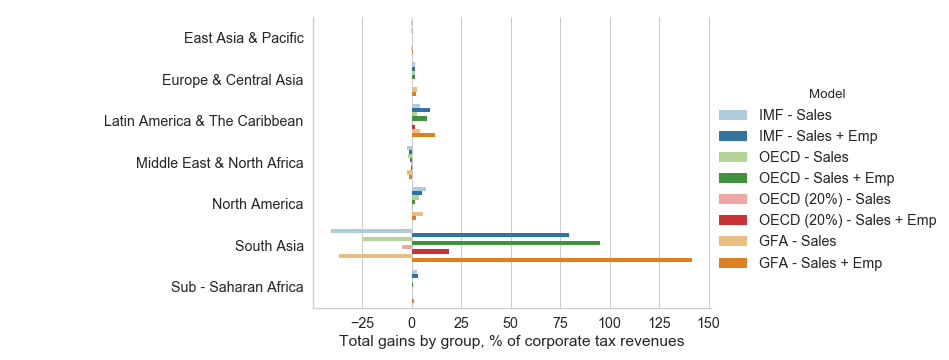 East Asia & Pacific
Europe & Central Asia
Latin America & The Caribbean
Middle East & North Africa
North America
South Asia
Sub - Saharan Africa
−25 0 25 50 75 100 125 150
Total gains by group, % of corporate tax revenues
Model
IMF - Sales
IMF - Sales + Emp
OECD - Sales
OECD - Sales + Emp
OECD (20%) - Sales
OECD (20%) - Sales + Emp
GFA - Sales
GFA - Sales + Emp